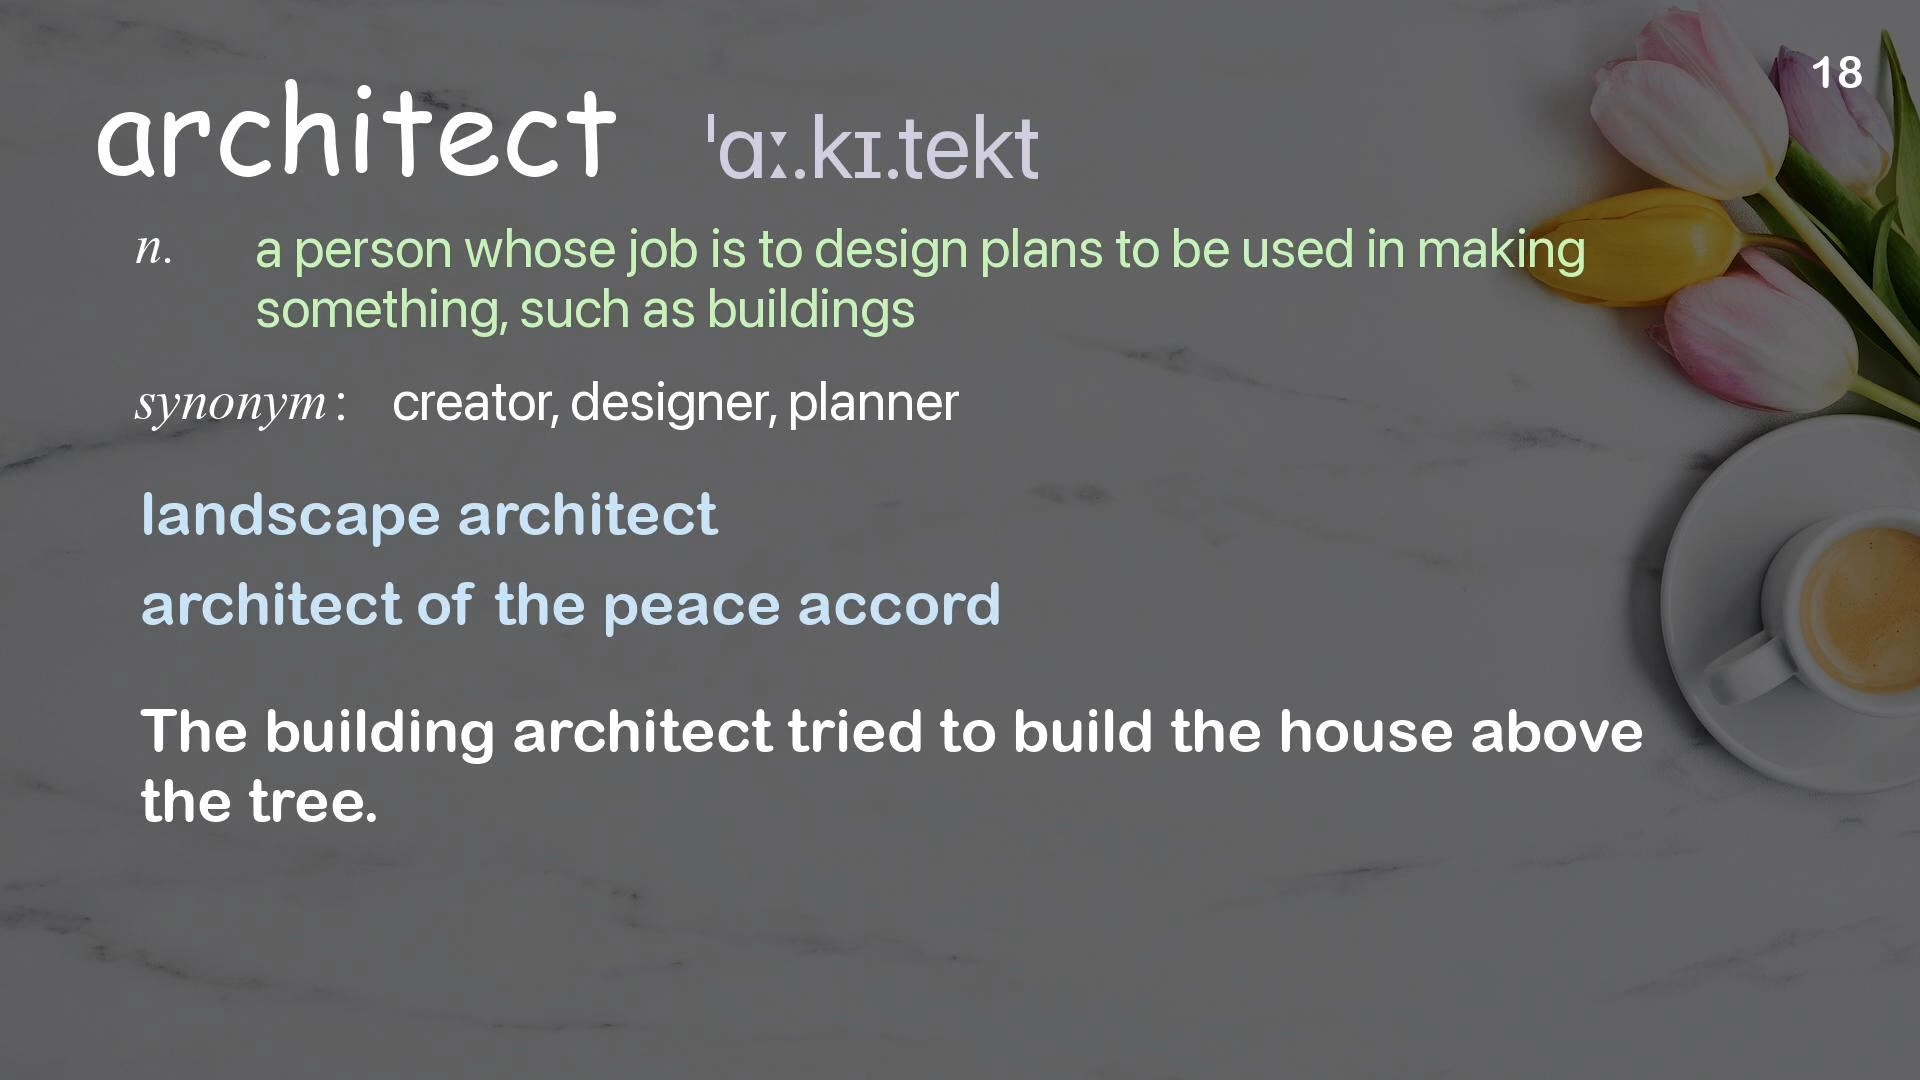 18
architect ˈɑː.kɪ.tekt
n. a person whose job is to design plans to be used in making
something, such as buildings
synonym: creator, designer, planner
landscape architect
architect of the peace accord
The building architect tried to build the house above
the tree.